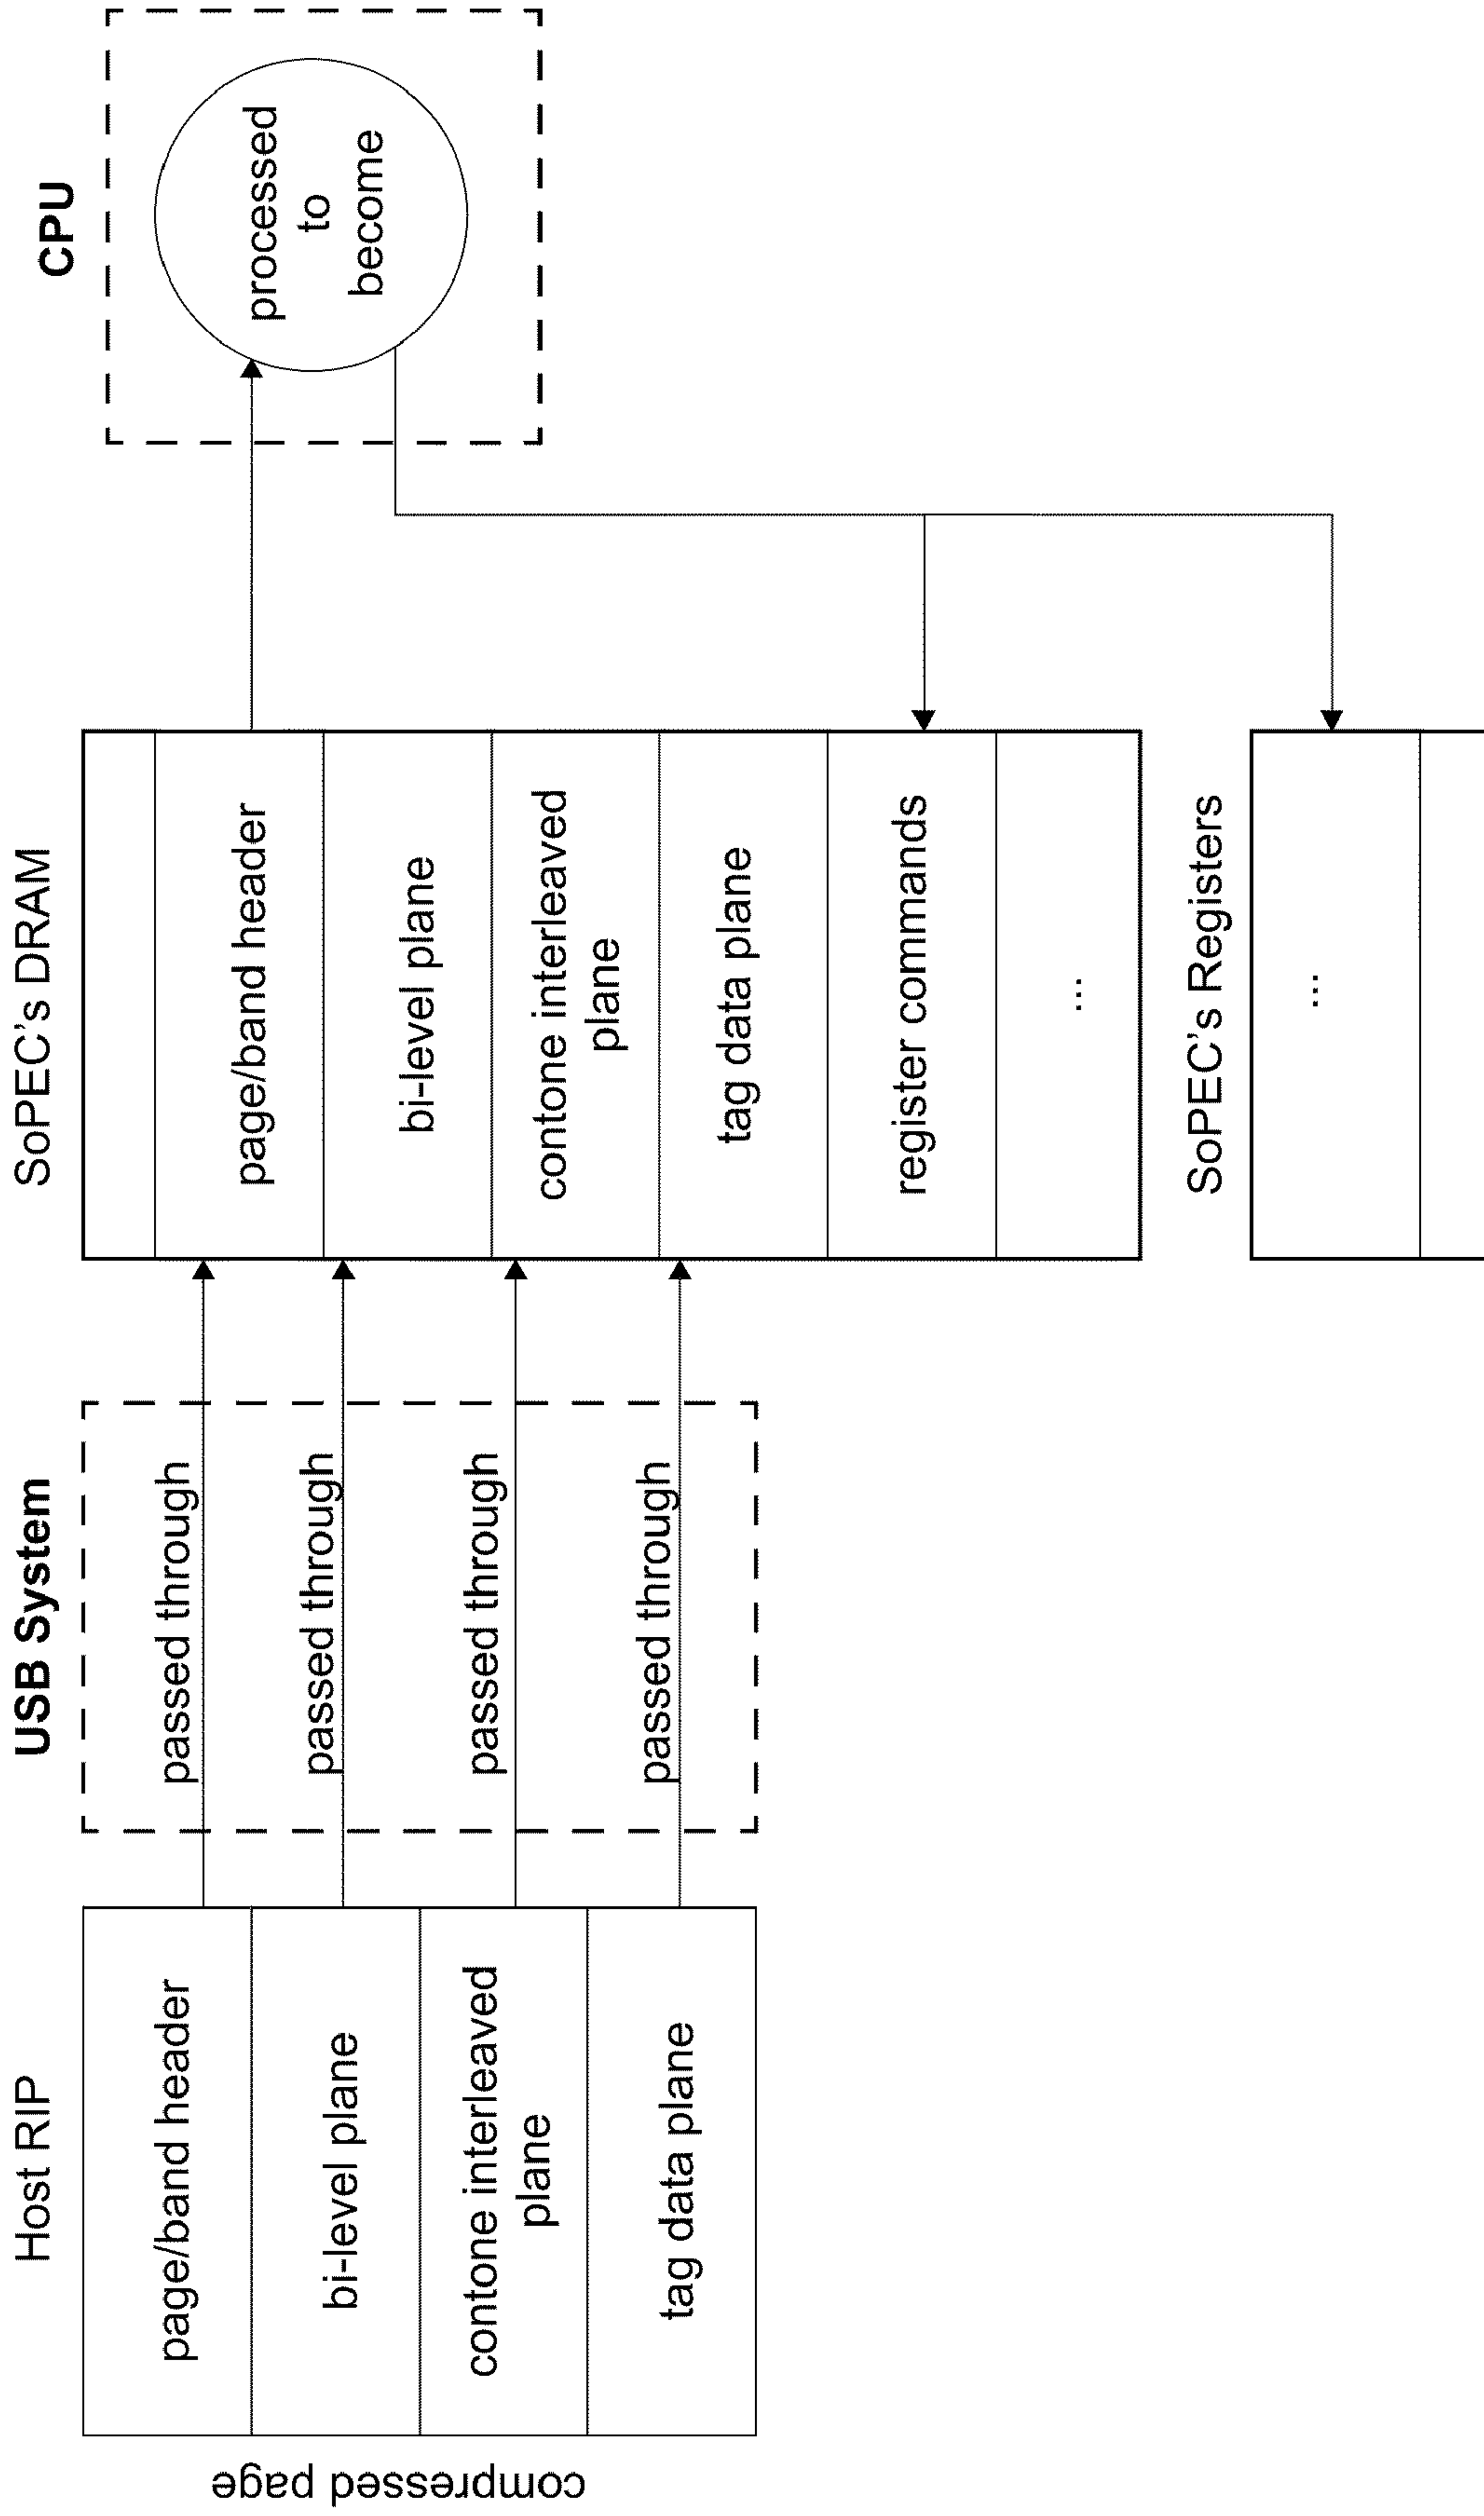 Host RIP
compressed page
page/band header
bi-level plane
contone interleaved
plane
tag data plane
USB System
passed through
passed through
passed through
passed through
SoPEC's DRAM
page/band header
bi-level plane
contone interleaved
plane
tag data plane
register commands
...
SoPEC's Registers
...
CPU
processed
to
become